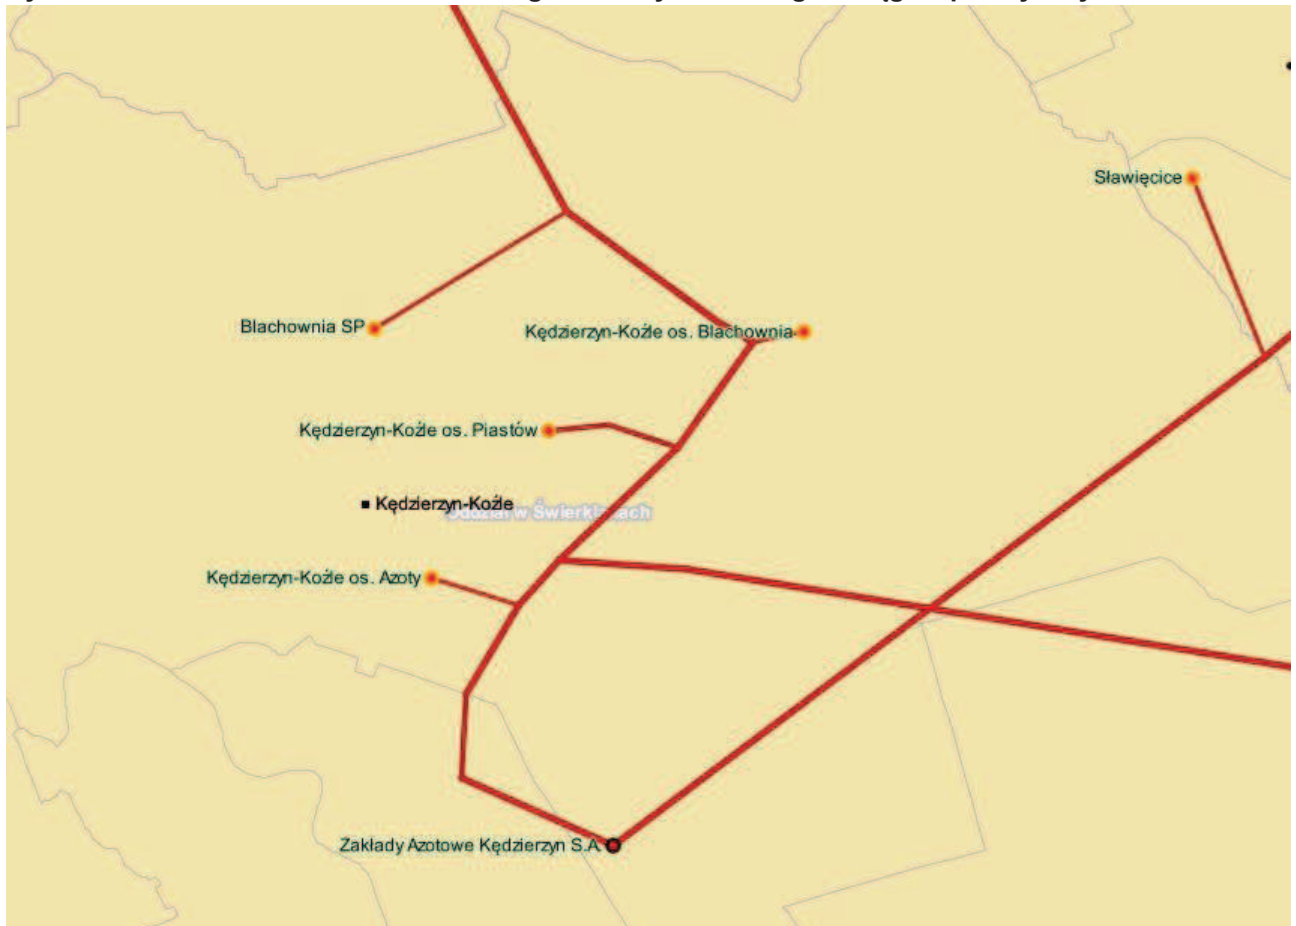 Sławięcice
Blachownia SP
Kędzierzyn-Koźle os. Blachownia
Kędzierzyn-Koźle os. Piastów
Kędzierzyn-Koźle
w
Kędzierzyn-Koźle os. Azoty
Zakłady Azotowe Kędzierzyn S.A